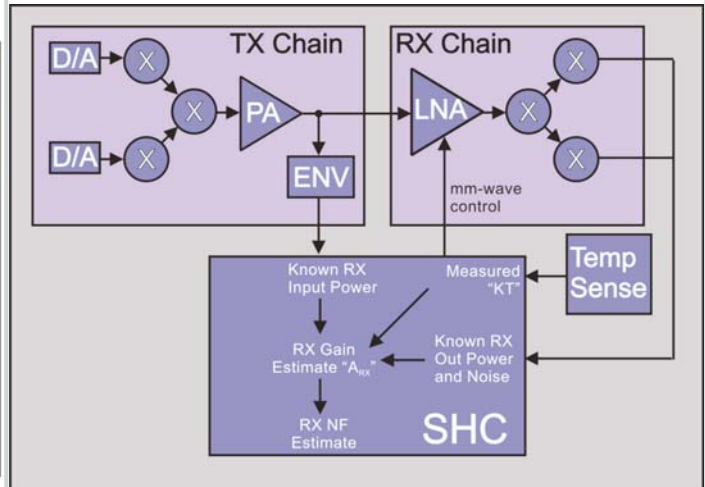 TX Chain
RX Chain
D/A
X
X
X
D/A
PA
ENV
LNA
X
X
X
mm-wave
control
Temp
Sense
Known RX
Input Power
Measured
"KT"
RX Gain
Estimate "ARX"
Known RX
Out Power
and Noise
RX NF
Estimate
SHC